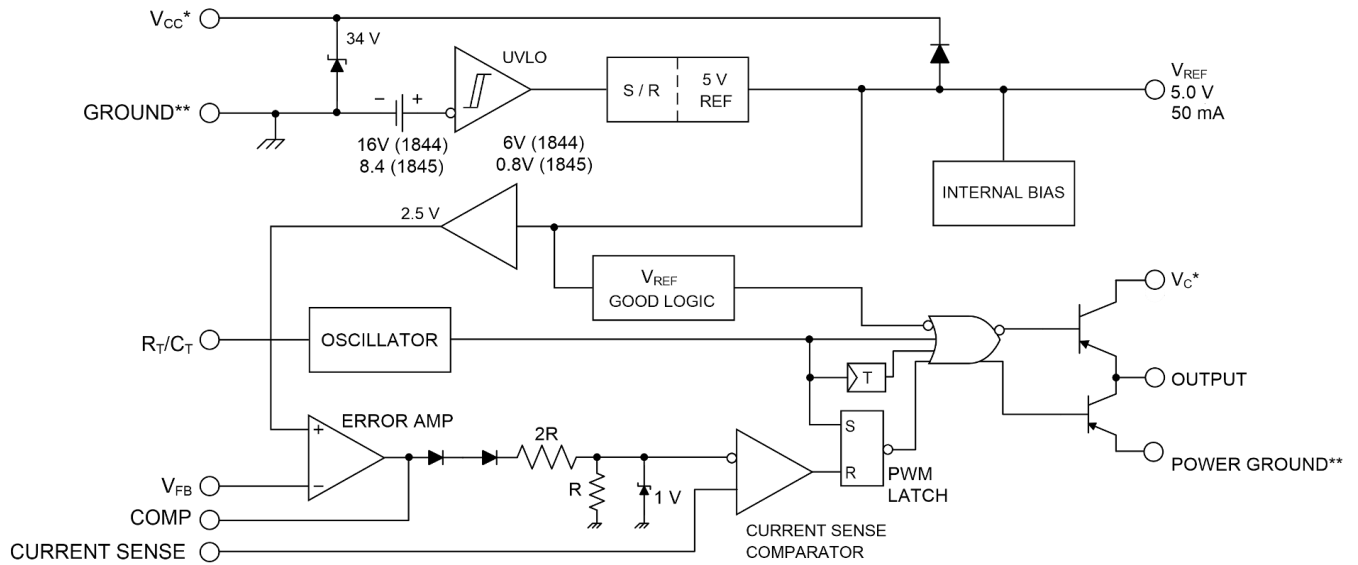 VCC*
34 V
UVLO
S / R
5 V
REF
VREF
5.0 V
50 mA
GROUND**
− +
16V (1844)
8.4 (1845)
6V (1844)
0.8V (1845)
INTERNAL BIAS
2.5 V
VREF
GOOD LOGIC
VC*
RT/CT
OSCILLATOR
T
OUTPUT
ERROR AMP
+
−
2R
R
1 V
S
R
PWM
LATCH
POWER GROUND**
VFB
COMP
CURRENT SENSE
CURRENT SENSE
COMPARATOR